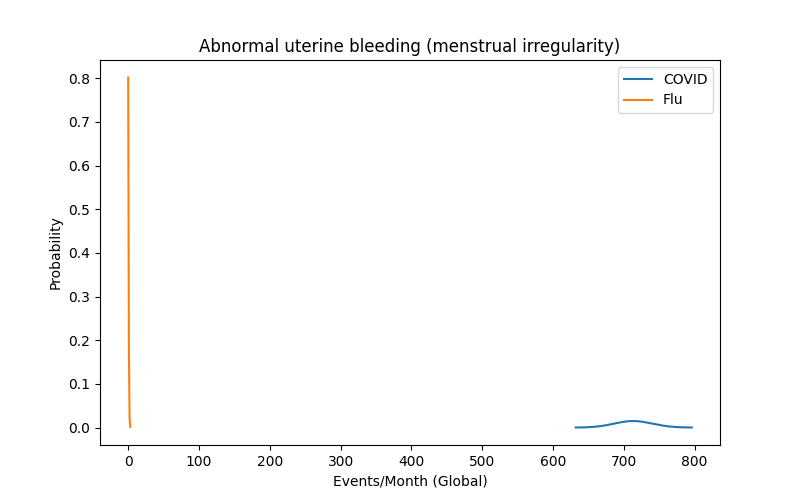 Abnormal uterine bleeding (menstrual irregularity)
COVID
Flu
0.8
0.7
0.6
0.5
0.4
0.3
0.2
0.1
0.0
Probability
0 100 200 300 400 500 600 700 800
Events/Month (Global)